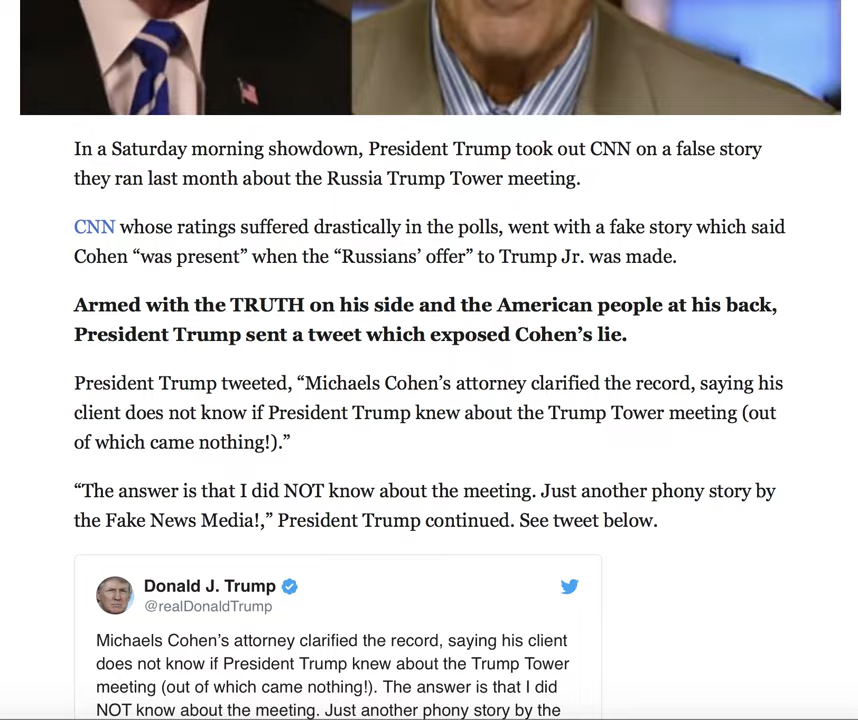 In a Saturday morning showdown, President Trump took out CNN on a false story
they ran last month about the Russia Trump Tower meeting.
CNN whose ratings suffered drastically in the polls, went with a fake story which said
Cohen “was present” when the “Russians’ offer” to Trump Jr. was made.
Armed with the TRUTH on his side and the American people at his back,
President Trump sent a tweet which exposed Cohen’s lie.
President Trump tweeted, “Michaels Cohen’s attorney clarified the record, saying his
client does not know if President Trump knew about the Trump Tower meeting (out
of which came nothing!).”
“The answer is that I did NOT know about the meeting. Just another phony story by
the Fake News Media!,” President Trump continued. See tweet below.
Donald J. Trump
@realDonaldTrump
Michaels Cohen’s attorney clarified the record, saying his client
does not know if President Trump knew about the Trump Tower
meeting (out of which came nothing!). The answer is that I did
NOT know about the meeting. Just another phony story by the